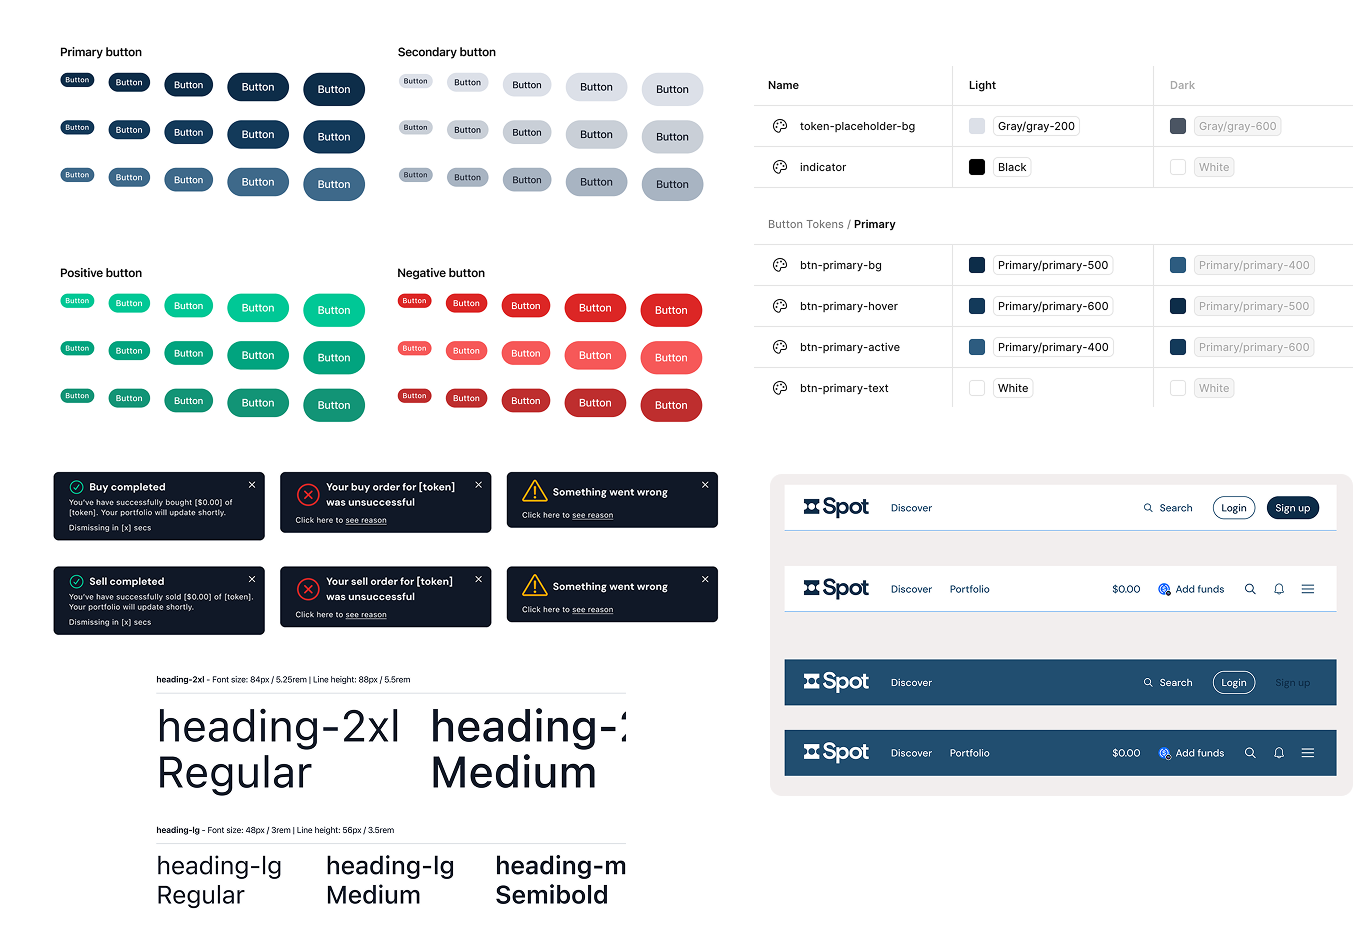 Primary button
Button Button Button Button Button
Button Button Button Button Button
Button Button Button Button Button
Secondary button
Button Button Button Button Button
Button Button Button Button Button
Button Button Button Button Button
Positive button
Button Button Button Button Button
Button Button Button Button Button
Button Button Button Button Button
Negative button
Button Button Button Button Button
Button Button Button Button Button
Button Button Button Button Button
Name Light Dark
token-placeholder-bg Gray/gray-200 Gray/gray-600
indicator Black White
Button Tokens / Primary
btn-primary-bg Primary/primary-500 Primary/primary-400
btn-primary-hover Primary/primary-600 Primary/primary-500
btn-primary-active Primary/primary-400 Primary/primary-600
btn-primary-text White White
Buy completed
You've have successfully bought [$0.00] of
[token]. Your portfolio will update shortly.
Dismissing in [x] secs
Your buy order for [token]
was unsuccessful
Click here to see reason
Something went wrong
Click here to see reason
Sell completed
You've have successfully sold [$0.00] of [token].
Your portfolio will update shortly.
Dismissing in [x] secs
Your sell order for [token]
was unsuccessful
Click here to see reason
Something went wrong
Click here to see reason
Spot Discover Search Login Sign up
Spot Discover Portfolio $0.00 Add funds
Spot Discover Search Login Sign up
Spot Discover Portfolio $0.00 Add funds
heading-2xl - Font size: 84px / 5.25rem | Line height: 88px / 5.5rem
heading-2xl
Regular
heading-2
Medium
heading-lg - Font size: 48px / 3rem | Line height: 56px / 3.5rem
heading-lg
Regular
heading-lg
Medium
heading-m
Semibold